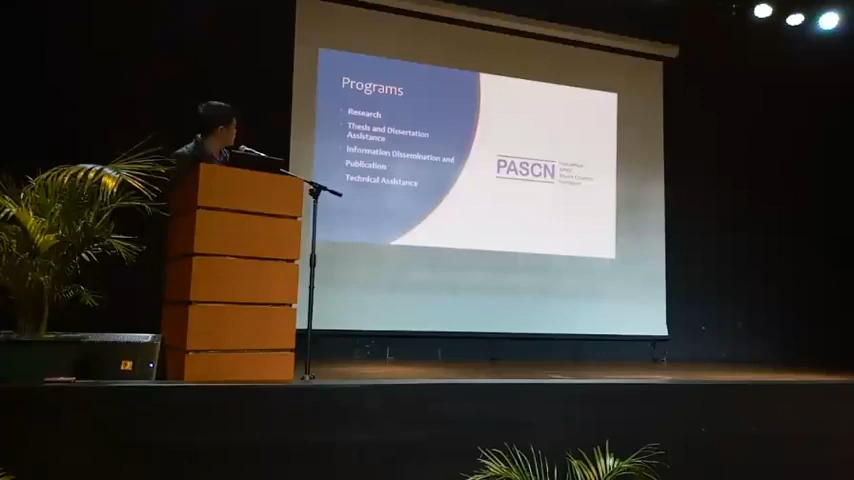 Programs
Research
Thesis and Dissertation
Assistance
Information Dissemination and
Publication
Technical Assistance
PASCN